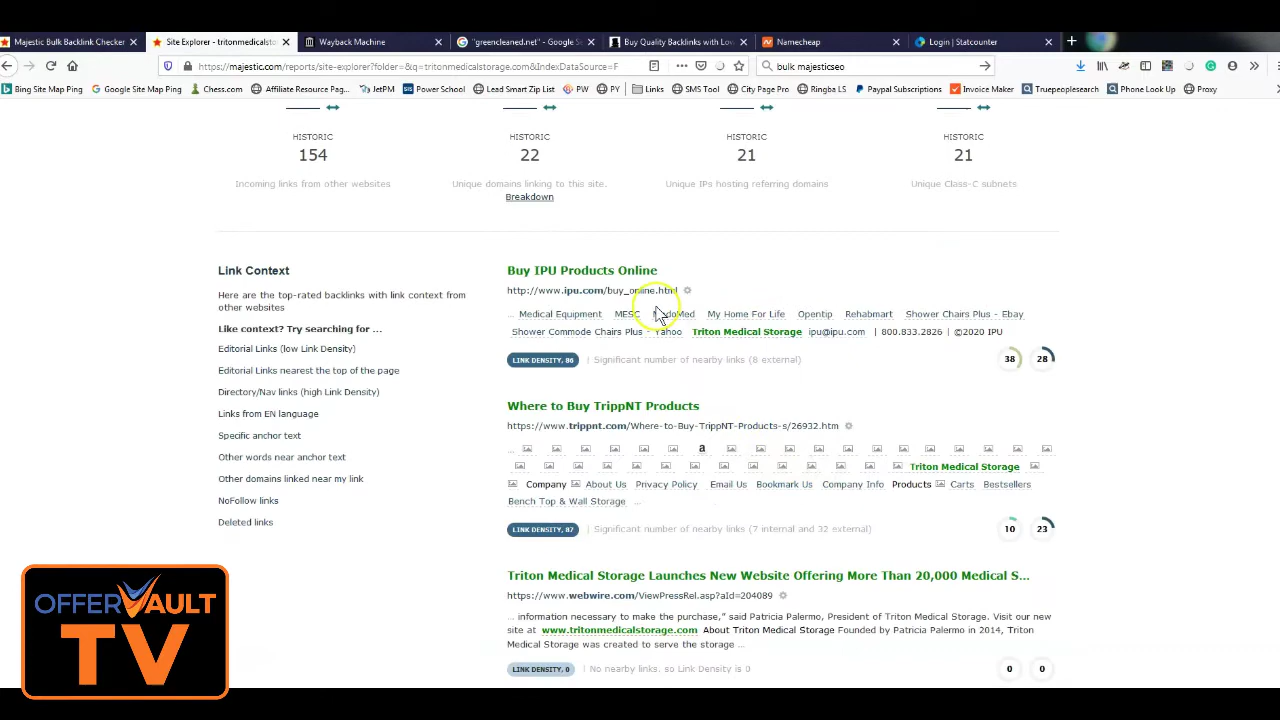 Majestic Bulk Backlink Checker
Site Explorer - tritonmedicalsto
Wayback Machine
"greencleaned.net" - Google Se
Buy Quality Backlinks with Low
Namecheap
Login | Statcounter
https://majestic.com/reports/site-explorer?folder=&q=tritonmedicalstorage.com&IndexDataSource=F
bulk majesticseo
Bing Site Map Ping
Google Site Map Ping
Chess.com
Affiliate Resource Pag...
JetPM
Power School
Lead Smart Zip List
PW
PY
Links
SMS Tool
City Page Pro
Ringba LS
Paypal Subscriptions
Invoice Maker
Truepeoplesearch
Phone Look Up
Proxy
HISTORIC HISTORIC HISTORIC HISTORIC
154 22 21 21
Incoming links from other websites Unique domains linking to this site. Unique IPs hosting referring domains Unique Class-C subnets
Breakdown
Link Context
Here are the top-rated backlinks with link context
from other websites
Like context? Try searching for ...
Editorial Links (low Link Density)
Editorial Links nearest the top of the page
Directory/Nav links (high Link Density)
Links from EN language
Specific anchor text
Other words near anchor text
Other domains linked near my link
NoFollow links
Deleted links
Buy IPU Products Online
http://www.ipu.com/buy_online.html
... Medical Equipment MESC My Home For Life Opentip Rehabmart Shower Chairs Plus - Ebay
Shower Commode Chairs Plus - Yahoo Triton Medical Storage ipu@ipu.com | 800.833.2826 | ©2020 IPU
LINK DENSITY, 86 Significant number of nearby links (8 external) 38 28
Where to Buy TrippNT Products
https://www.trippnt.com/Where-to-Buy-TrippNT-Products-s/26932.htm
... a
Triton Medical Storage
Company About Us Privacy Policy Email Us Bookmark Us Company Info Products Carts Bestsellers
Bench Top & Wall Storage ...
LINK DENSITY, 87 Significant number of nearby links (7 internal and 32 external) 10 23
Triton Medical Storage Launches New Website Offering More Than 20,000 Medical S...
https://www.webwire.com/ViewPressRel.asp?aId=204089
... information necessary to make the purchase," said Patricia Palermo, President of Triton Medical Storage. Visit our new
site at www.tritonmedicalstorage.com About Triton Medical Storage Founded by Patricia Palermo in 2014, Triton
Medical Storage was created to serve the storage ...
LINK DENSITY, 0 No nearby links, so Link Density is 0 0 0
OFFERVAULT
TV